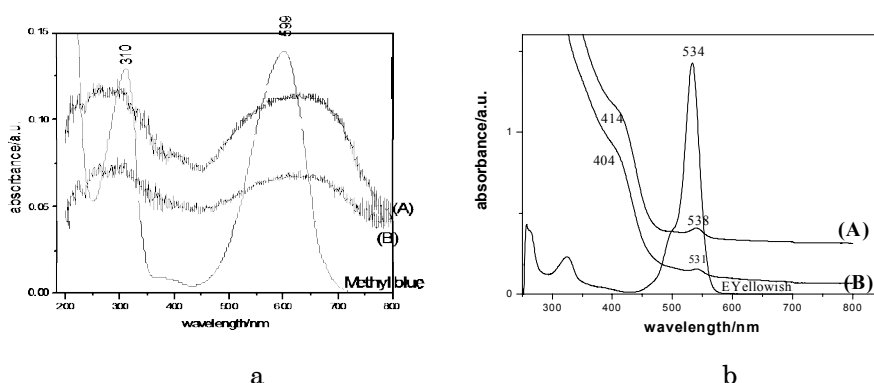 0.15
0.10
0.05
0.00
absorbance/a.u.
310
599
(A)
(B)
Methyl blue
200 300 400 500 600 700 800
wavelength/nm
a
1
0
absorbance/a.u.
534
414
404
538
(A)
531
EYellowish
(B)
300 400 500 600 700 800
wavelength/nm
b